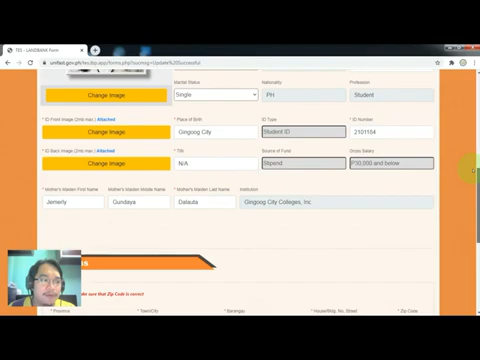 TES - LANDBANK Form
unifast.gov.ph/tes.lbp.app/forms.php?sucmsg=Update%20Successful
Marital Status Nationality Profession
Change Image Single PH Student
* ID Front Image (2mb max.) Attached * Place of Birth ID Type * ID Number
Change Image Gingoog City Student ID 2101154
* ID Back Image (2mb max.) Attached * TIN Source of Fund Gross Salary
Change Image N/A Stipend P30,000 and below
* Mother's Maiden First Name Mother's Maiden Middle Name * Mother's Maiden Last Name Institution
Jemerly Gundaya Dalauta Gingoog City Colleges, Inc.
sure that Zip Code is correct
* Province * Town/City * Barangay * House/Bldg. No. Street * Zip Code